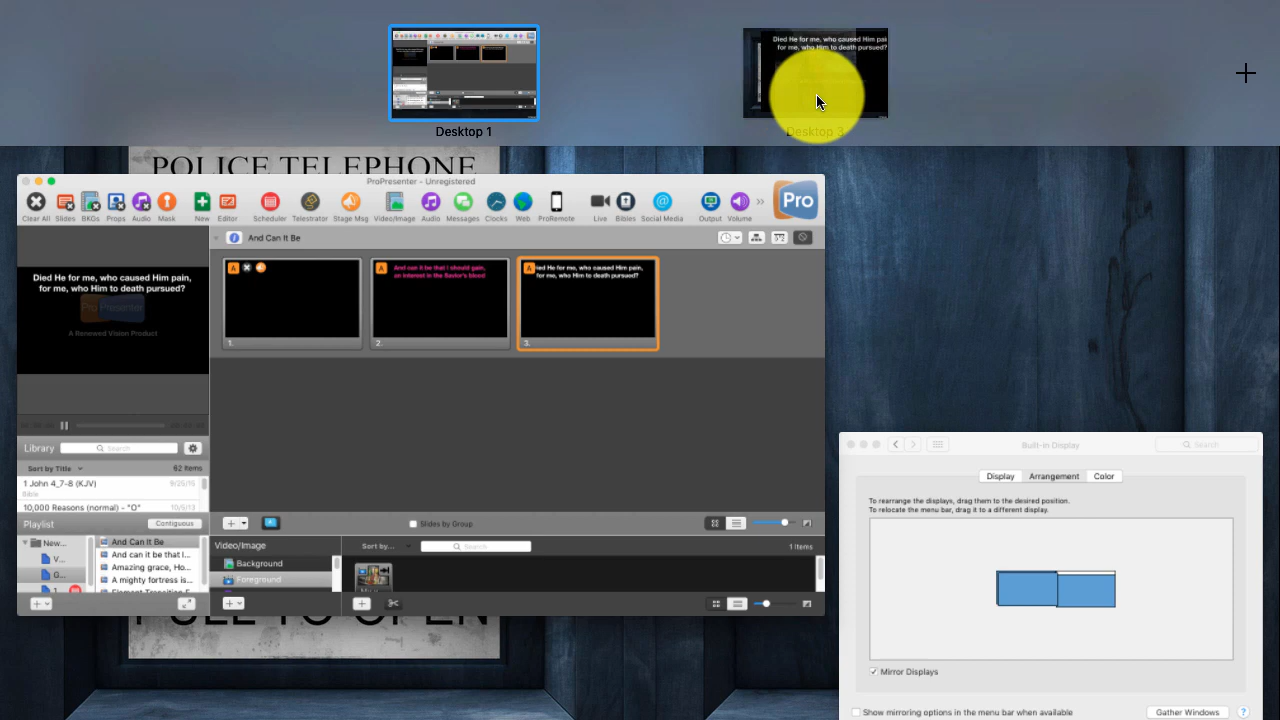 Died He for me, who caused Him pain
for me, who Him to death pursued?
Desktop 1
Desktop 3
POLICE TELEPHONE
ProPresenter - Unregistered
Clear All Slides BKGs Props Audio Mask New Editor Scheduler Telestrator Stage Msg Video/Image Audio Messages Clocks Web ProRemote Live Bibles Social Media Output Volume
Pro
And Can It Be
Died He for me, who caused Him pain,
for me, who Him to death pursued?
ProPresenter
A Renewed Vision Product
A
1.
A
And can it be that I should gain,
an interest in the Savior's blood
2.
A
ied He for me, who caused Him pain,
for me, who Him to death pursued?
3.
Library
Search
Sort by Title
62 Items
1 John 4_7-8 (KJV)
9/25/15
Bible
10,000 Reasons (normal) - "O"
10/6/13
Playlist
Contiguous
New...
V...
G...
And Can It Be
And can it be that I...
Amazing grace, Ho...
A mighty fortress is...
Slides by Group
Video/Image
Sort by...
Search
1 Items
Background
Foreground
PULL TO OPEN
Built-in Display
Search
Display
Arrangement
Color
To rearrange the displays, drag them to the desired position.
To relocate the menu bar, drag it to a different display.
Mirror Displays
Show mirroring options in the menu bar when available
Gather Windows
?